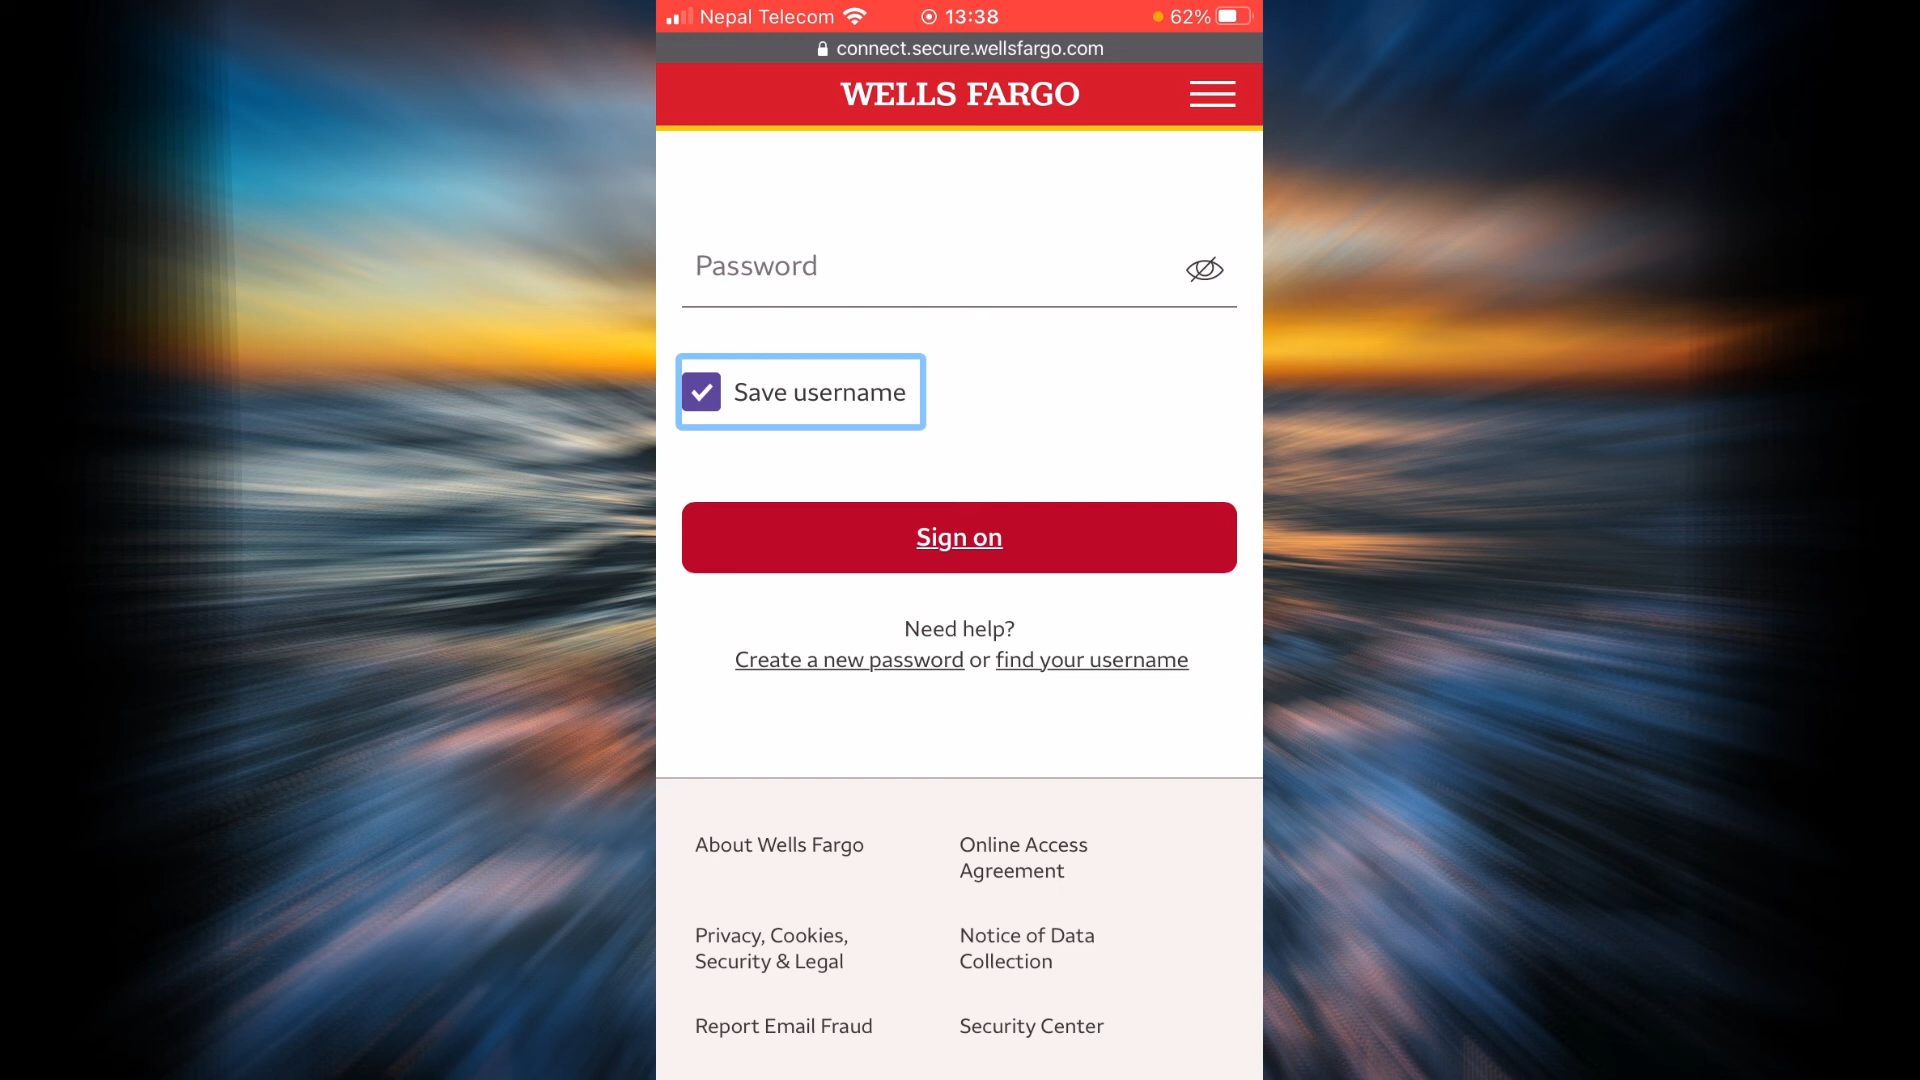 Nepal Telecom 13:38 62%
connect.secure.wellsfargo.com
WELLS FARGO
Password
Save username
Sign on
Need help?
Create a new password or find your username
About Wells Fargo
Online Access
Agreement
Privacy, Cookies,
Security & Legal
Notice of Data
Collection
Report Email Fraud
Security Center